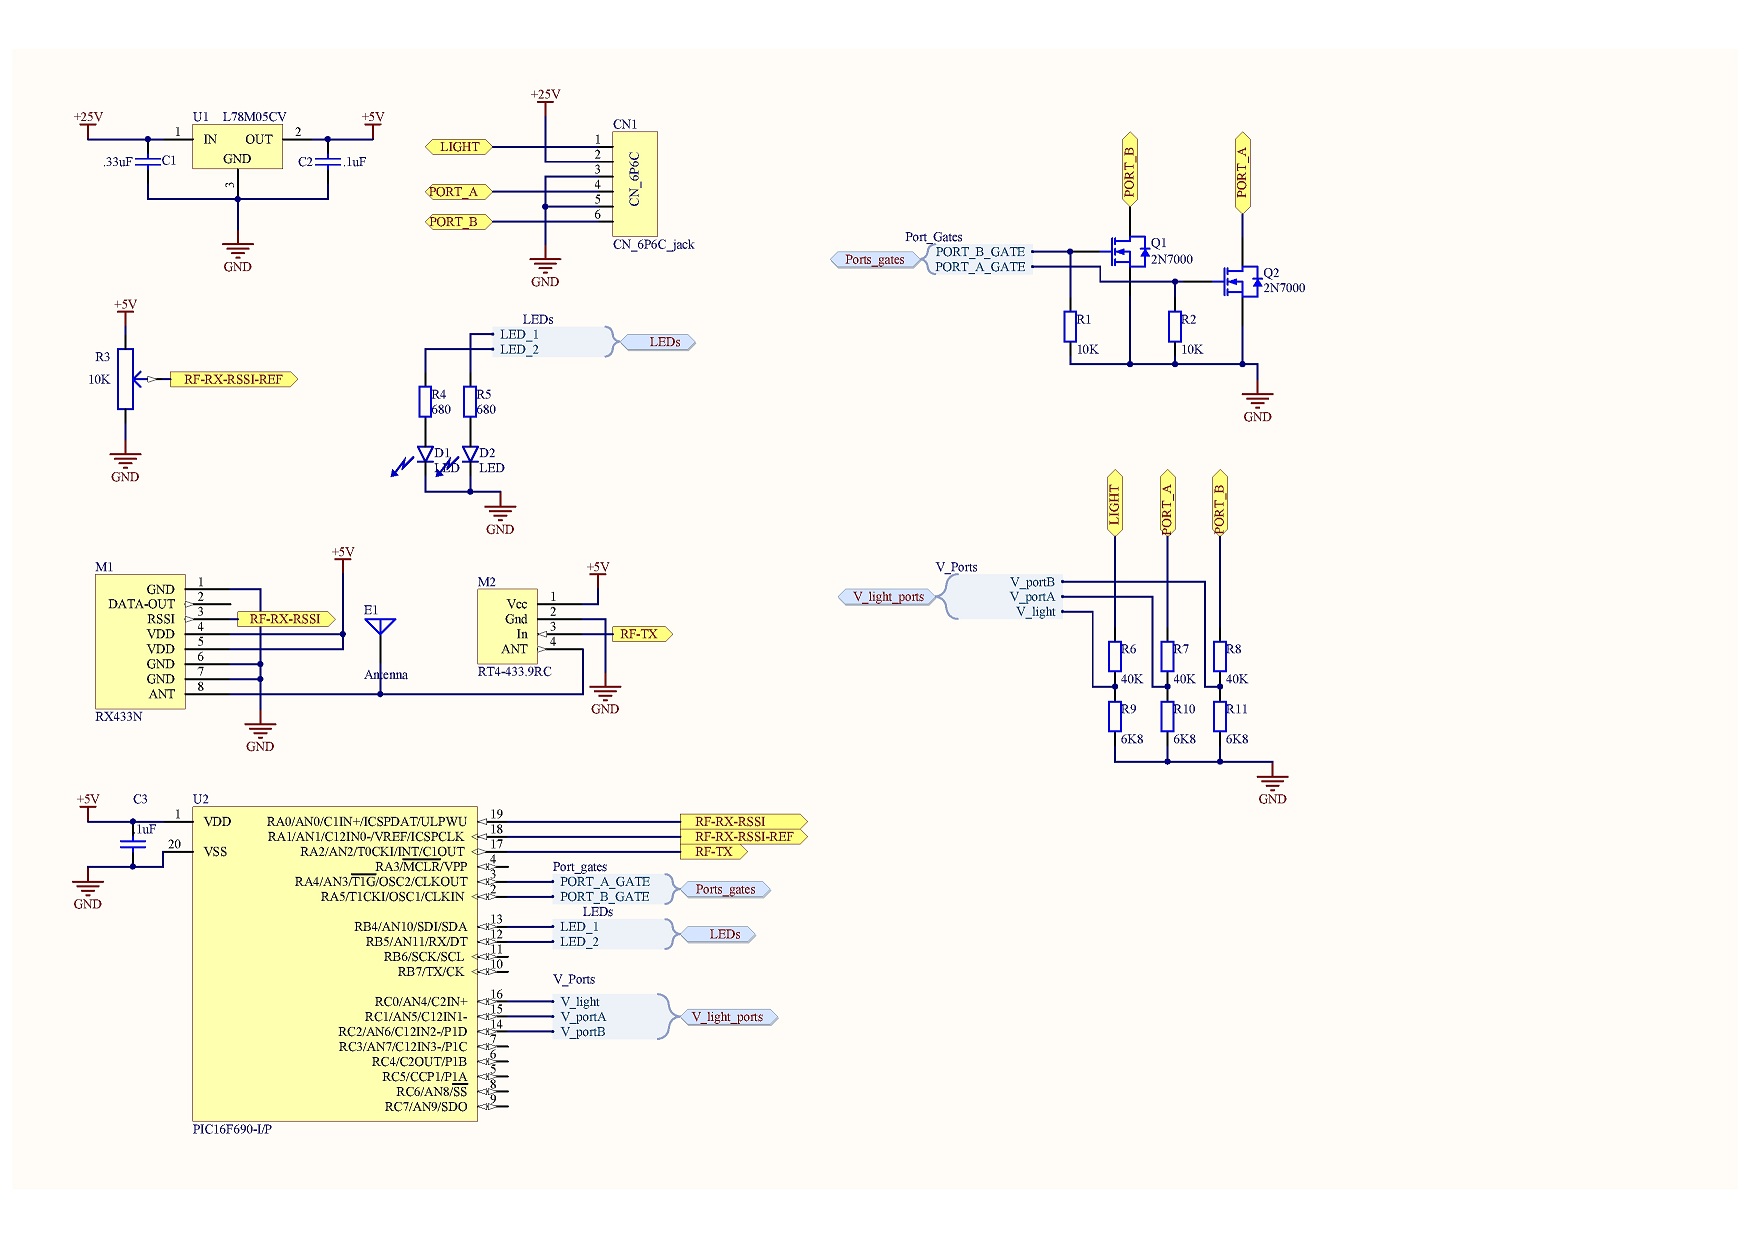 +25V
U1 L78M05CV
+5V
1 IN OUT 2
GND
3
.33uF C1
C2 .1uF
GND
+25V
CN1
LIGHT
1
2
3
PORT_A
4
5
PORT_B
6
CN_6P6C
CN_6P6C_jack
GND
PORT_B
PORT_A
Port_Gates
Ports_gates
PORT_B_GATE
PORT_A_GATE
Q1
2N7000
Q2
2N7000
R1
10K
R2
10K
GND
+5V
R3
10K
RF-RX-RSSI-REF
GND
LEDs
LED_1
LED_2
LEDs
R4
680
R5
680
D1
LED
D2
LED
GND
LIGHT
PORT_A
PORT_B
V_Ports
V_light_ports
V_portB
V_portA
V_light
R6
40K
R7
40K
R8
40K
R9
6K8
R10
6K8
R11
6K8
GND
M1
+5V
GND 1
DATA-OUT 2
RSSI 3
RF-RX-RSSI
VDD 4
VDD 5
GND 6
GND 7
ANT 8
RX433N
GND
E1
Antenna
M2
+5V
Vcc 1
Gnd 2
In 3
RF-TX
ANT 4
RT4-433.9RC
GND
+5V
C3
.1uF
GND
U2
1 VDD
20 VSS
RA0/AN0/C1IN+/ICSPDAT/ULPWU 19
RF-RX-RSSI
RA1/AN1/C12IN0-/VREF/ICSPCLK 18
RF-RX-RSSI-REF
RA2/AN2/T0CKI/INT/C1OUT 17
RF-TX
RA3/MCLR/VPP 4
Port_gates
RA4/AN3/T1G/OSC2/CLKOUT 3
PORT_A_GATE
Ports_gates
RA5/T1CKI/OSC1/CLKIN 2
PORT_B_GATE
LEDs
RB4/AN10/SDI/SDA 13
LED_1
LEDs
RB5/AN11/RX/DT 12
LED_2
RB6/SCK/SCL 11
RB7/TX/CK 10
V_Ports
RC0/AN4/C2IN+ 16
V_light
RC1/AN5/C12IN1- 15
V_portA
V_light_ports
RC2/AN6/C12IN2-/P1D 14
V_portB
RC3/AN7/C12IN3-/P1C 7
RC4/C2OUT/P1B 6
RC5/CCP1/P1A 5
RC6/AN8/SS 8
RC7/AN9/SDO 9
PIC16F690-I/P